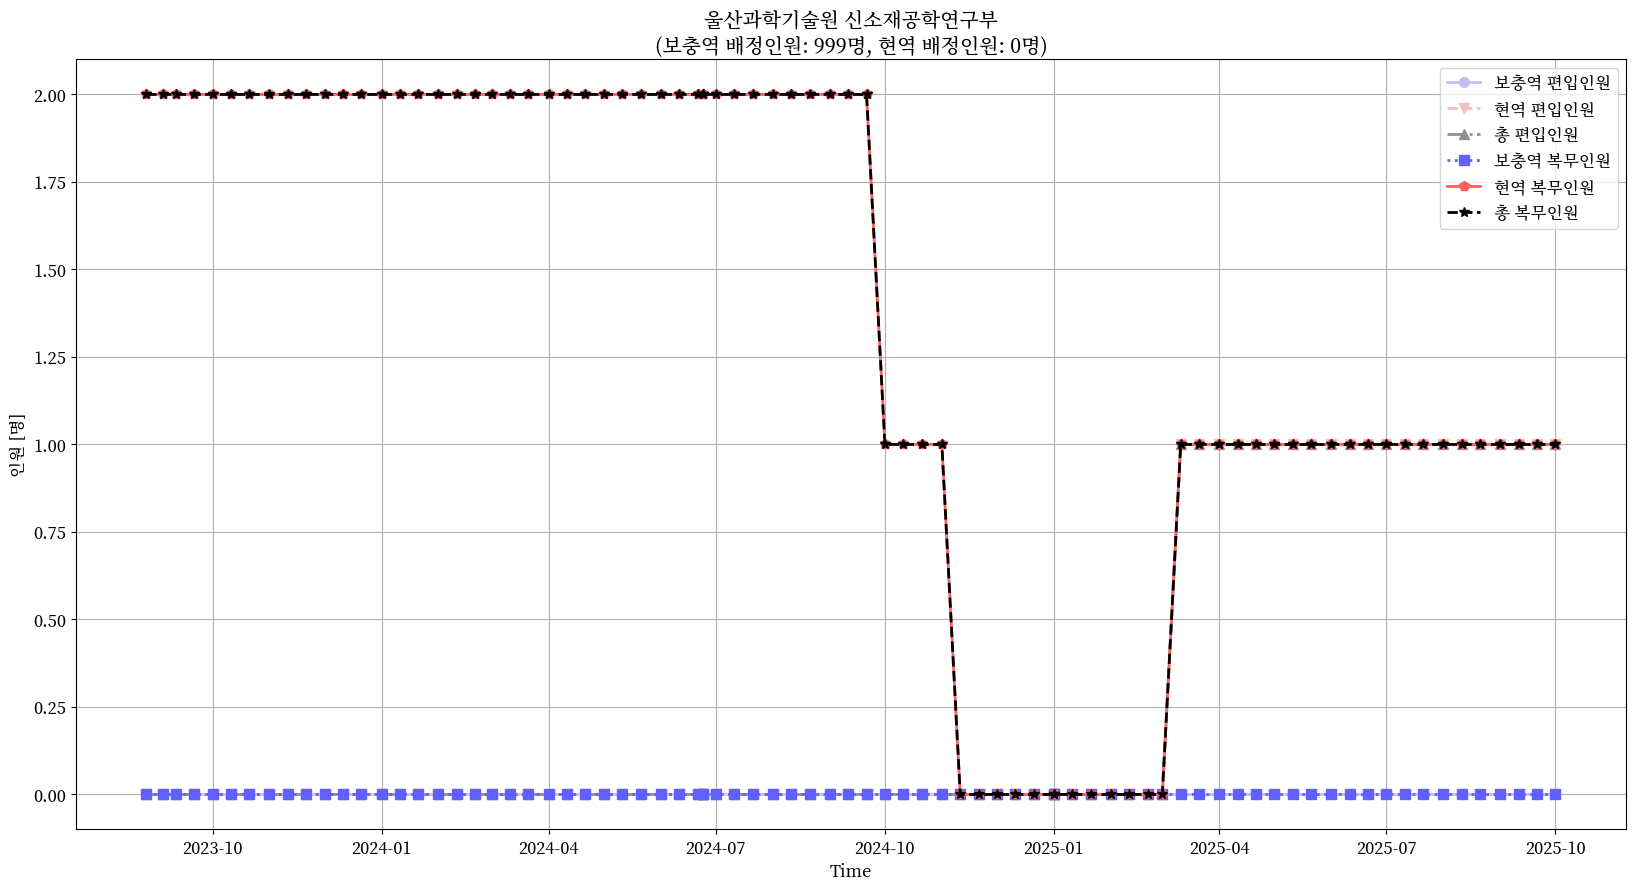 울산과학기술원 신소재공학연구부
(보충역 배정인원: 999명, 현역 배정인원: 0명)
보충역 편입인원
현역 편입인원
총 편입인원
보충역 복무인원
현역 복무인원
총 복무인원
2.00
1.75
1.50
1.25
1.00
0.75
0.50
0.25
0.00
인원 [명]
2023-10
2024-01
2024-04
2024-07
2024-10
2025-01
2025-04
2025-07
2025-10
Time